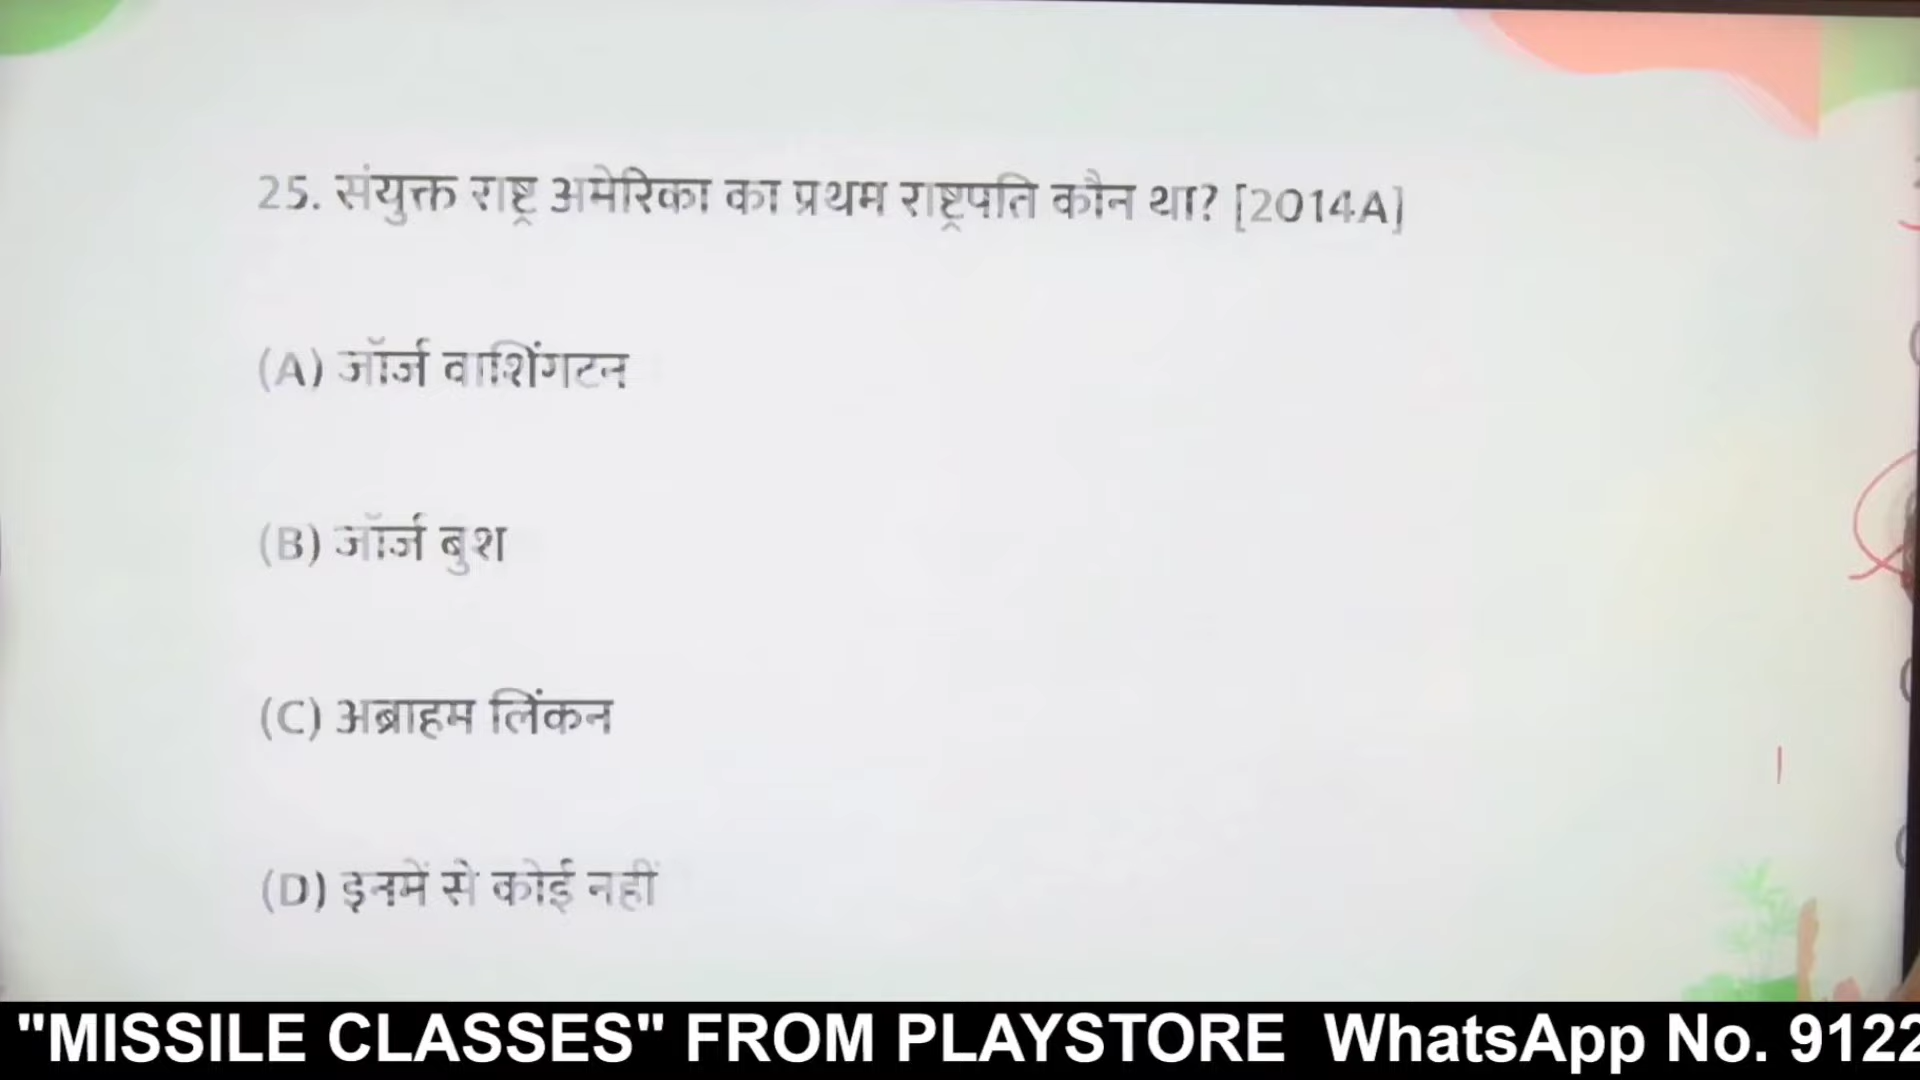 25. संयुक्त राष्ट्र अमेरिका का प्रथम राष्ट्रपति कौन था? [2014A]
(A) जॉर्ज वाशिंगटन
(B) जॉर्ज बुश
(C) अब्राहम लिंकन
(D) इनमें से कोई नहीं
"MISSILE CLASSES" FROM PLAYSTORE WhatsApp No. 9122